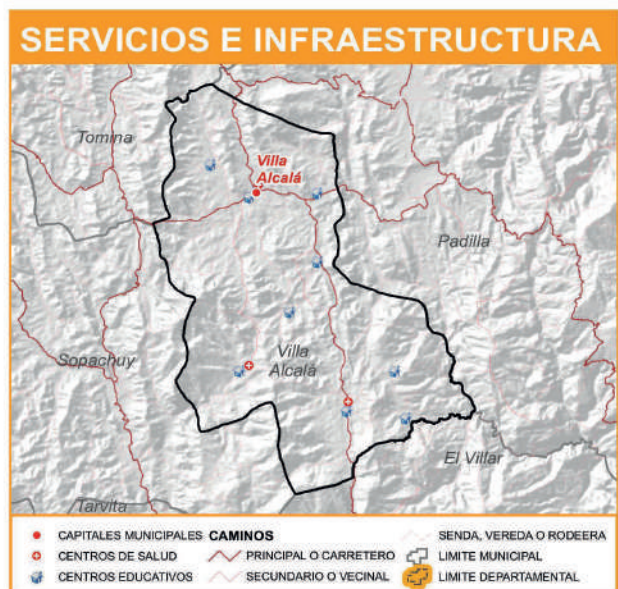 SERVICIOS E INFRAESTRUCTURA
Tomina
Villa
Alcalá
Padilla
Sopachuy
Villa
Alcalá
El Villar
Tarvita
CAPITALES MUNICIPALES
CENTROS DE SALUD
CENTROS EDUCATIVOS
CAMINOS
PRINCIPAL O CARRETERO
SECUNDARIO O VECINAL
SENDA, VEREDA O RODEERA
LIMITE MUNICIPAL
LIMITE DEPARTAMENTAL